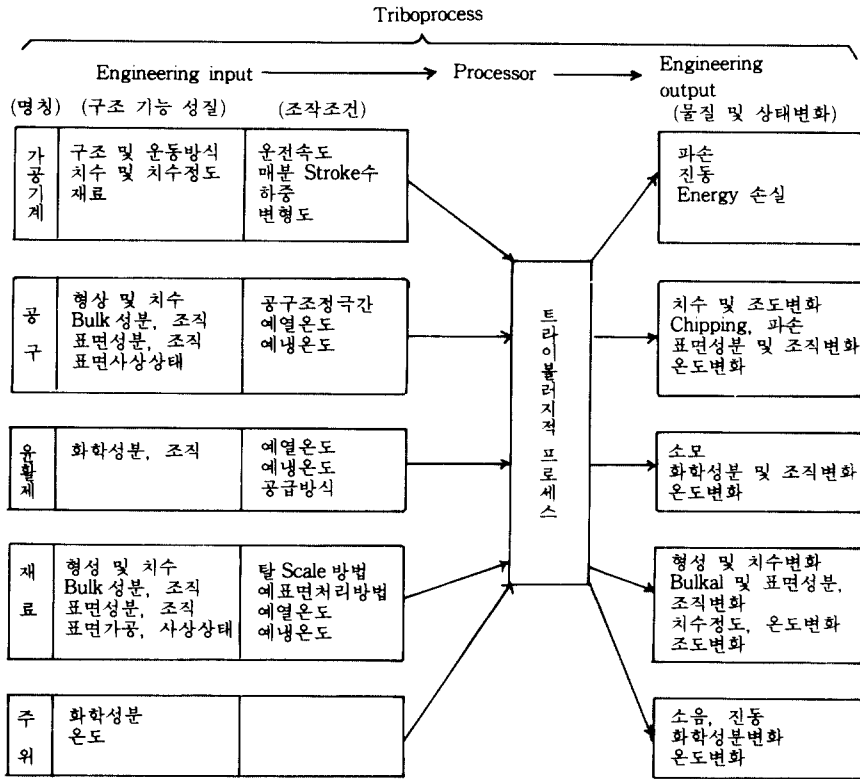 Triboprocess
Engineering input
Processor
Engineering
output
(명칭)
(구조 기능 성질)
(조작조건)
(물질 및 상태변화)
가
공
기
계
구조 및 운동방식
치수 및 치수정도
재료
운전속도
매분 Stroke수
하중
변형도
파손
진동
Energy 손실
공
구
형상 및 치수
Bulk 성분, 조직
표면성분, 조직
표면사상상태
공구조정극간
예열온도
예냉온도
치수 및 조도변화
Chipping, 파손
표면성분 및 조직변화
온도변화
트라이볼러지적 프로세스
윤활제
화학성분, 조직
예열온도
예냉온도
공급방식
소모
화학성분 및 조직변화
온도변화
재
료
형성 및 치수
Bulk 성분, 조직
표면성분, 조직
표면가공, 사상상태
탈 Scale 방법
예표면처리방법
예열온도
예냉온도
형성 및 치수변화
Bulkal 및 표면성분,
조직변화
치수정도, 온도변화
조도변화
주
위
화학성분
온도
소음, 진동
화학성분변화
온도변화